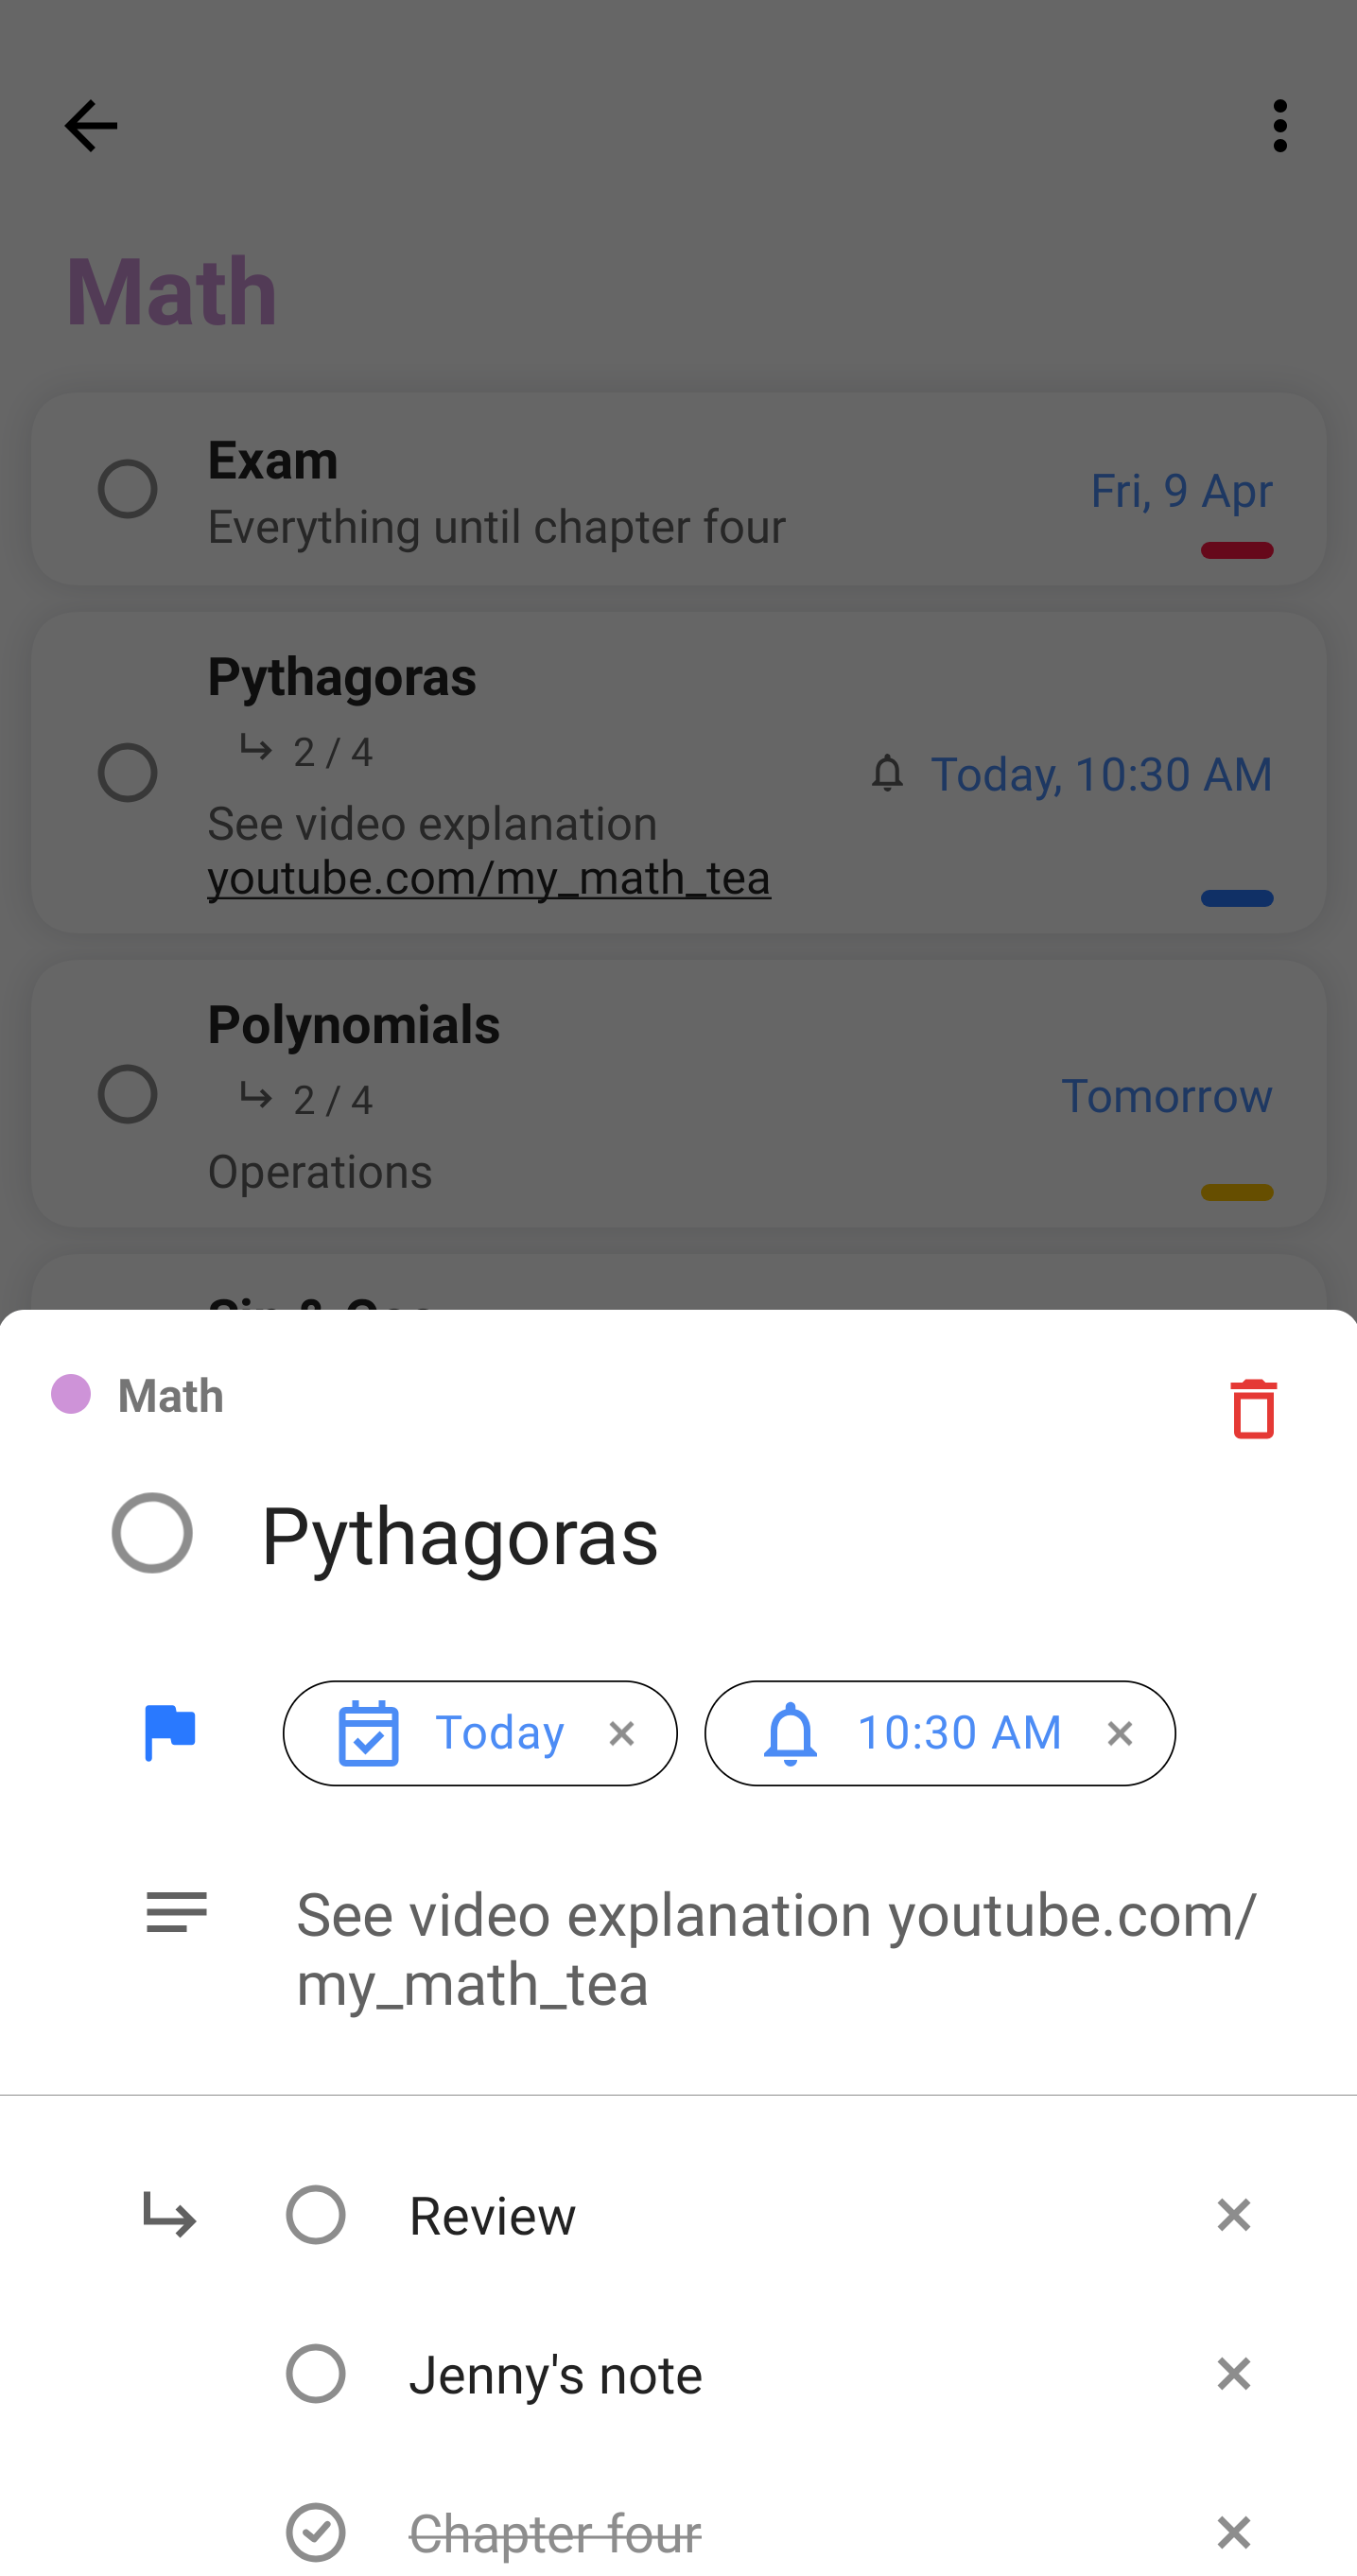 Math
Exam
Everything until chapter four
Fri, 9 Apr
Pythagoras
2 / 4
Today, 10:30 AM
See video explanation
youtube.com/my_math_tea
Polynomials
2 / 4
Tomorrow
Operations
Math
Pythagoras
Today
10:30 AM
See video explanation youtube.com/
my_math_tea
Review
Jenny's note
Chapter four